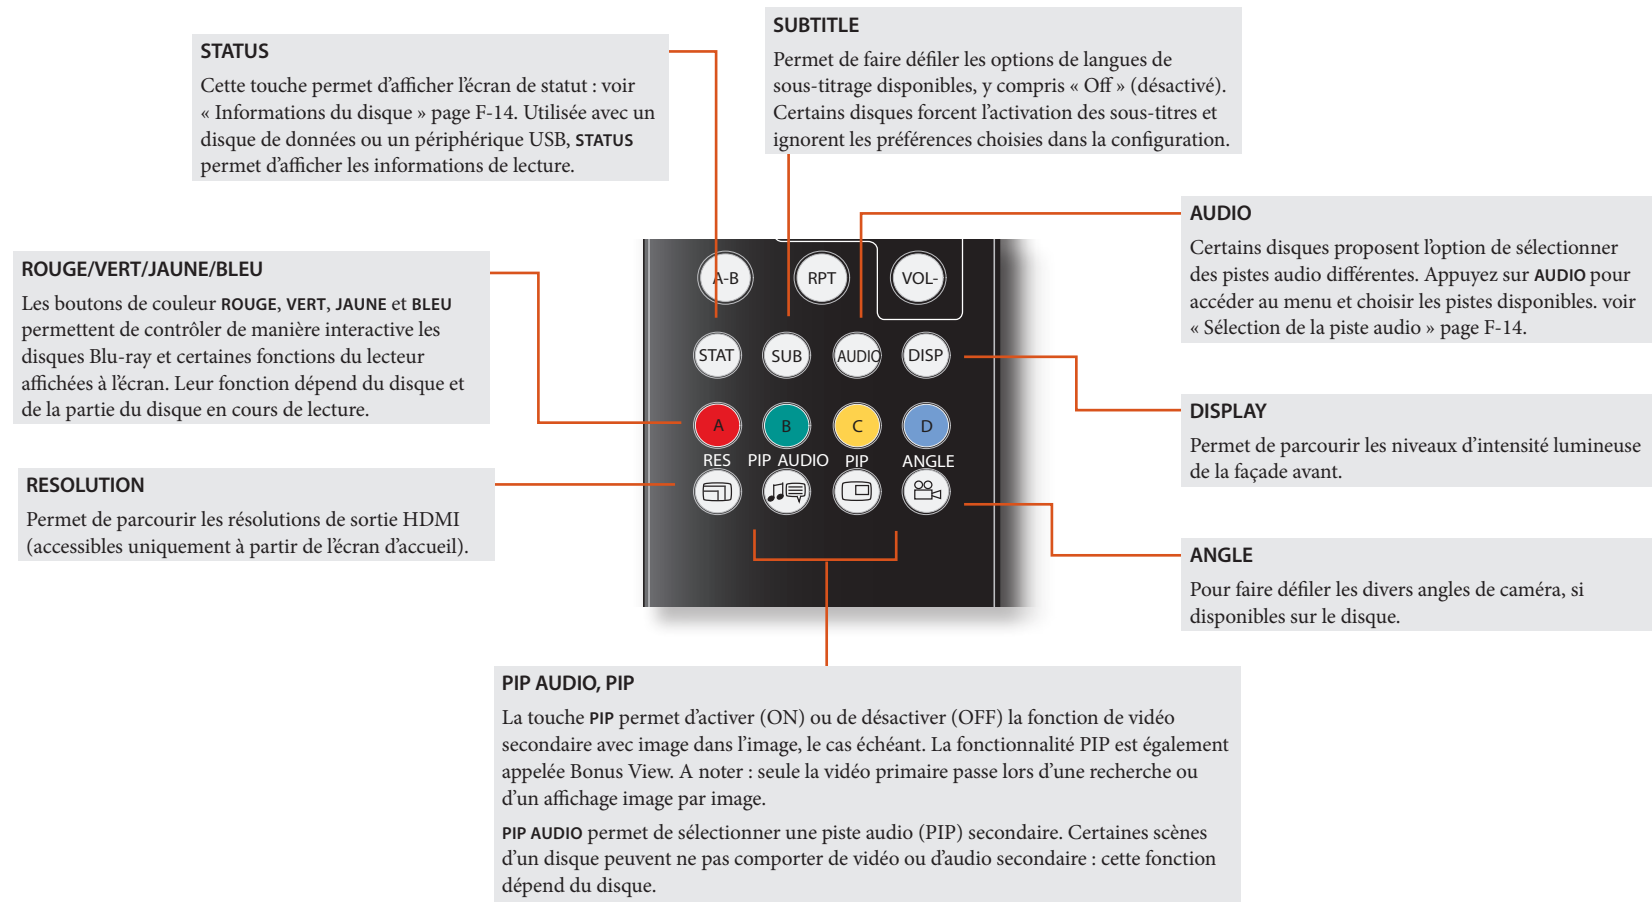 SUBTITLE
Permet de faire défiler les options de langues de
sous-titrage disponibles, y compris « Off » (désactivé).
Certains disques forcent l'activation des sous-titres et
ignorent les préférences choisies dans la configuration.
STATUS
Cette touche permet d'afficher l'écran de statut : voir
« Informations du disque » page F-14. Utilisée avec un
disque de données ou un périphérique USB, STATUS
permet d'afficher les informations de lecture.
AUDIO
Certains disques proposent l'option de sélectionner
des pistes audio différentes. Appuyez sur AUDIO pour
accéder au menu et choisir les pistes disponibles. voir
« Sélection de la piste audio » page F-14.
ROUGE/VERT/JAUNE/BLEU
Les boutons de couleur ROUGE, VERT, JAUNE et BLEU
permettent de contrôler de manière interactive les
disques Blu-ray et certaines fonctions du lecteur
affichées à l'écran. Leur fonction dépend du disque et
de la partie du disque en cours de lecture.
A-B RPT VOL-
STAT SUB AUDIO DISP
A B C D
RES PIP AUDIO PIP ANGLE
DISPLAY
Permet de parcourir les niveaux d'intensité lumineuse
de la façade avant.
RESOLUTION
Permet de parcourir les résolutions de sortie HDMI
(accessibles uniquement à partir de l'écran d'accueil).
ANGLE
Pour faire défiler les divers angles de caméra, si
disponibles sur le disque.
PIP AUDIO, PIP
La touche PIP permet d'activer (ON) ou de désactiver (OFF) la fonction de vidéo
secondaire avec image dans l'image, le cas échéant. La fonctionnalité PIP est également
appelée Bonus View. A noter : seule la vidéo primaire passe lors d'une recherche ou
d'un affichage image par image.
PIP AUDIO permet de sélectionner une piste audio (PIP) secondaire. Certaines scènes
d'un disque peuvent ne pas comporter de vidéo ou d'audio secondaire : cette fonction
dépend du disque.